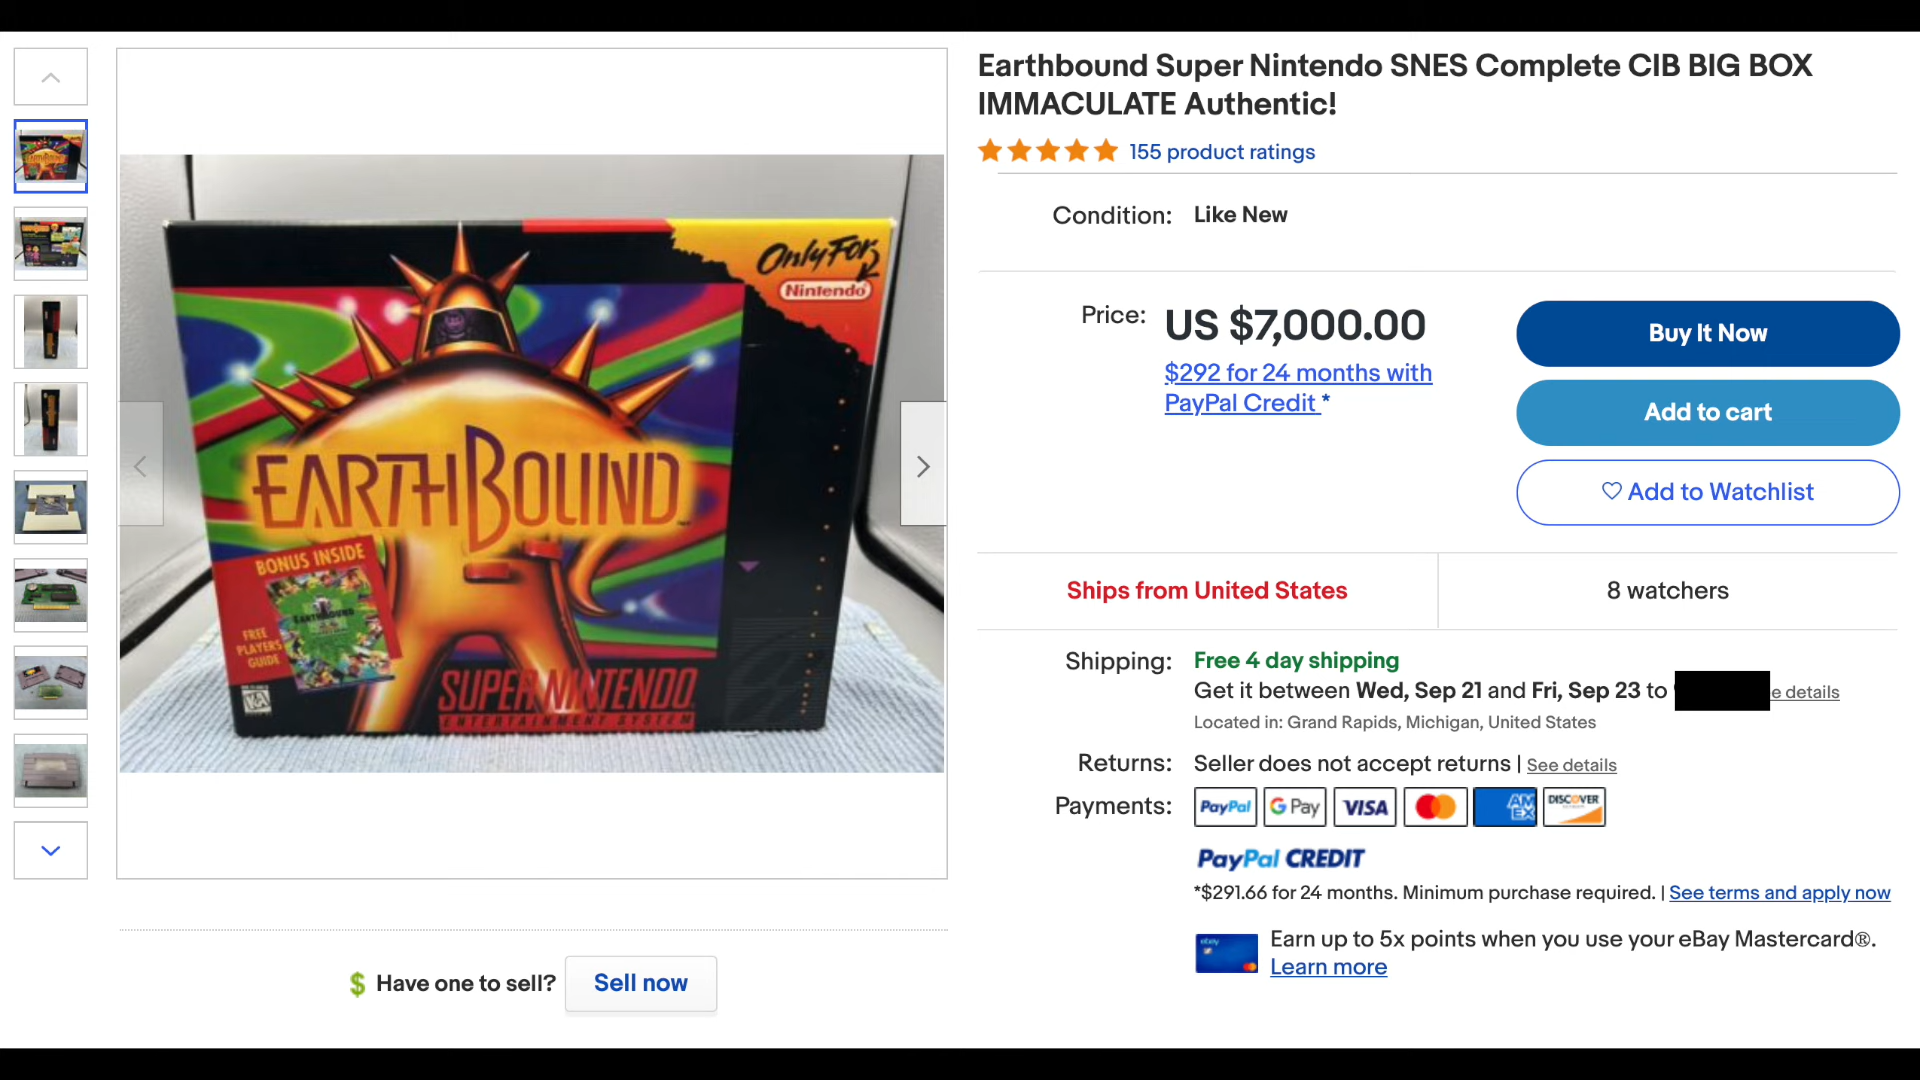 Earthbound Super Nintendo SNES Complete CIB BIG BOX
IMMACULATE Authentic!
155 product ratings
Condition: Like New
Price: US $7,000.00
$292 for 24 months with
PayPal Credit *
Buy It Now
Add to cart
Add to Watchlist
Ships from United States
8 watchers
Shipping: Free 4 day shipping
Get it between Wed, Sep 21 and Fri, Sep 23 to e details
Located in: Grand Rapids, Michigan, United States
Returns: Seller does not accept returns | See details
Payments: PayPal G Pay VISA AM EX DISCOVER
PayPal CREDIT
*$291.66 for 24 months. Minimum purchase required. | See terms and apply now
ebay
Earn up to 5x points when you use your eBay Mastercard®.
Learn more
Only For
Nintendo
EARTHBOUND
BONUS INSIDE
EARTHBOUND
FREE
PLAYERS
GUIDE
K-A
SUPER NINTENDO
ENTERTAINMENT SYSTEM
$ Have one to sell? Sell now